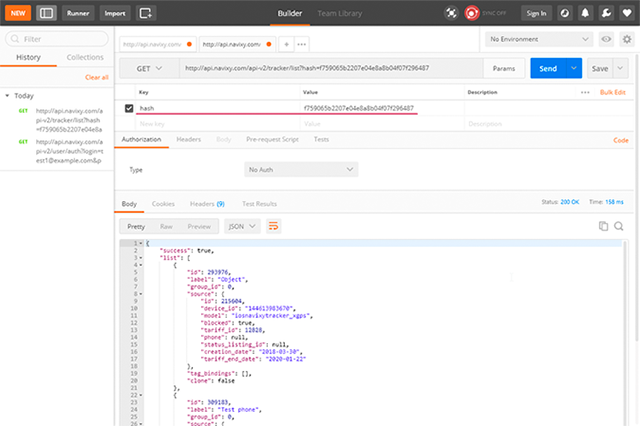 NEW Runner Import Builder Team Library SYNC OFF Sign In
Filter
History Collections
Clear all
Today
GET http://api.navixy.com/
api-v2/tracker/list?hash
=f759065b2207e04e8a
GET http://api.navixy.com/a
pi-v2/user/auth?login=t
est1@example.com&p
http://api.navixy.com/ http://api.navixy.com/ + •••
No Environment
GET http://api.navixy.com/api-v2/tracker/list?hash=f759065b2207e04e8a8b04f07f296487 Params Send Save
Key Value Description ••• Bulk Edit
hash f759065b2207e04e8a8b04f07f296487
New key Value Description
Authorization Headers Body Pre-request Script Tests Code
Type No Auth
Body Cookies Headers (9) Test Results Status: 200 OK Time: 158 ms
Pretty Raw Preview JSON
1 {
2 "success": true,
3 "list": [
4 {
5 "id": 293976,
6 "label": "Object",
7 "group_id": 0,
8 "source": {
9 "id": 215604,
10 "device_id": "144613983670",
11 "model": "iosnavixytracker_xgps",
12 "blocked": true,
13 "tariff_id": 12828,
14 "phone": null,
15 "status_listing_id": null,
16 "creation_date": "2018-03-30",
17 "tariff_end_date": "2020-01-22"
18 },
19 "tag_bindings": [],
20 "clone": false
21 },
22 {
23 "id": 309183,
24 "label": "Test phone",
25 "group_id": 0,
26 "source": {